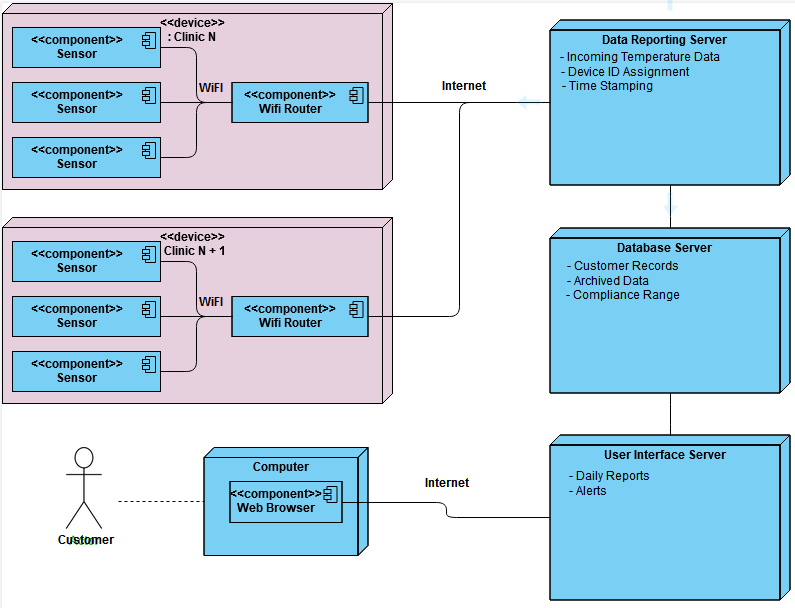 <<device>>
: Clinic N
<<component>>
Sensor
<<component>>
Sensor
<<component>>
Sensor
WiFI
<<component>>
Wifi Router
Internet
Data Reporting Server
- Incoming Temperature Data
- Device ID Assignment
- Time Stamping
<<device>>
Clinic N + 1
<<component>>
Sensor
<<component>>
Sensor
<<component>>
Sensor
WiFI
<<component>>
Wifi Router
Database Server
- Customer Records
- Archived Data
- Compliance Range
Customer
Computer
<<component>>
Web Browser
Internet
User Interface Server
- Daily Reports
- Alerts